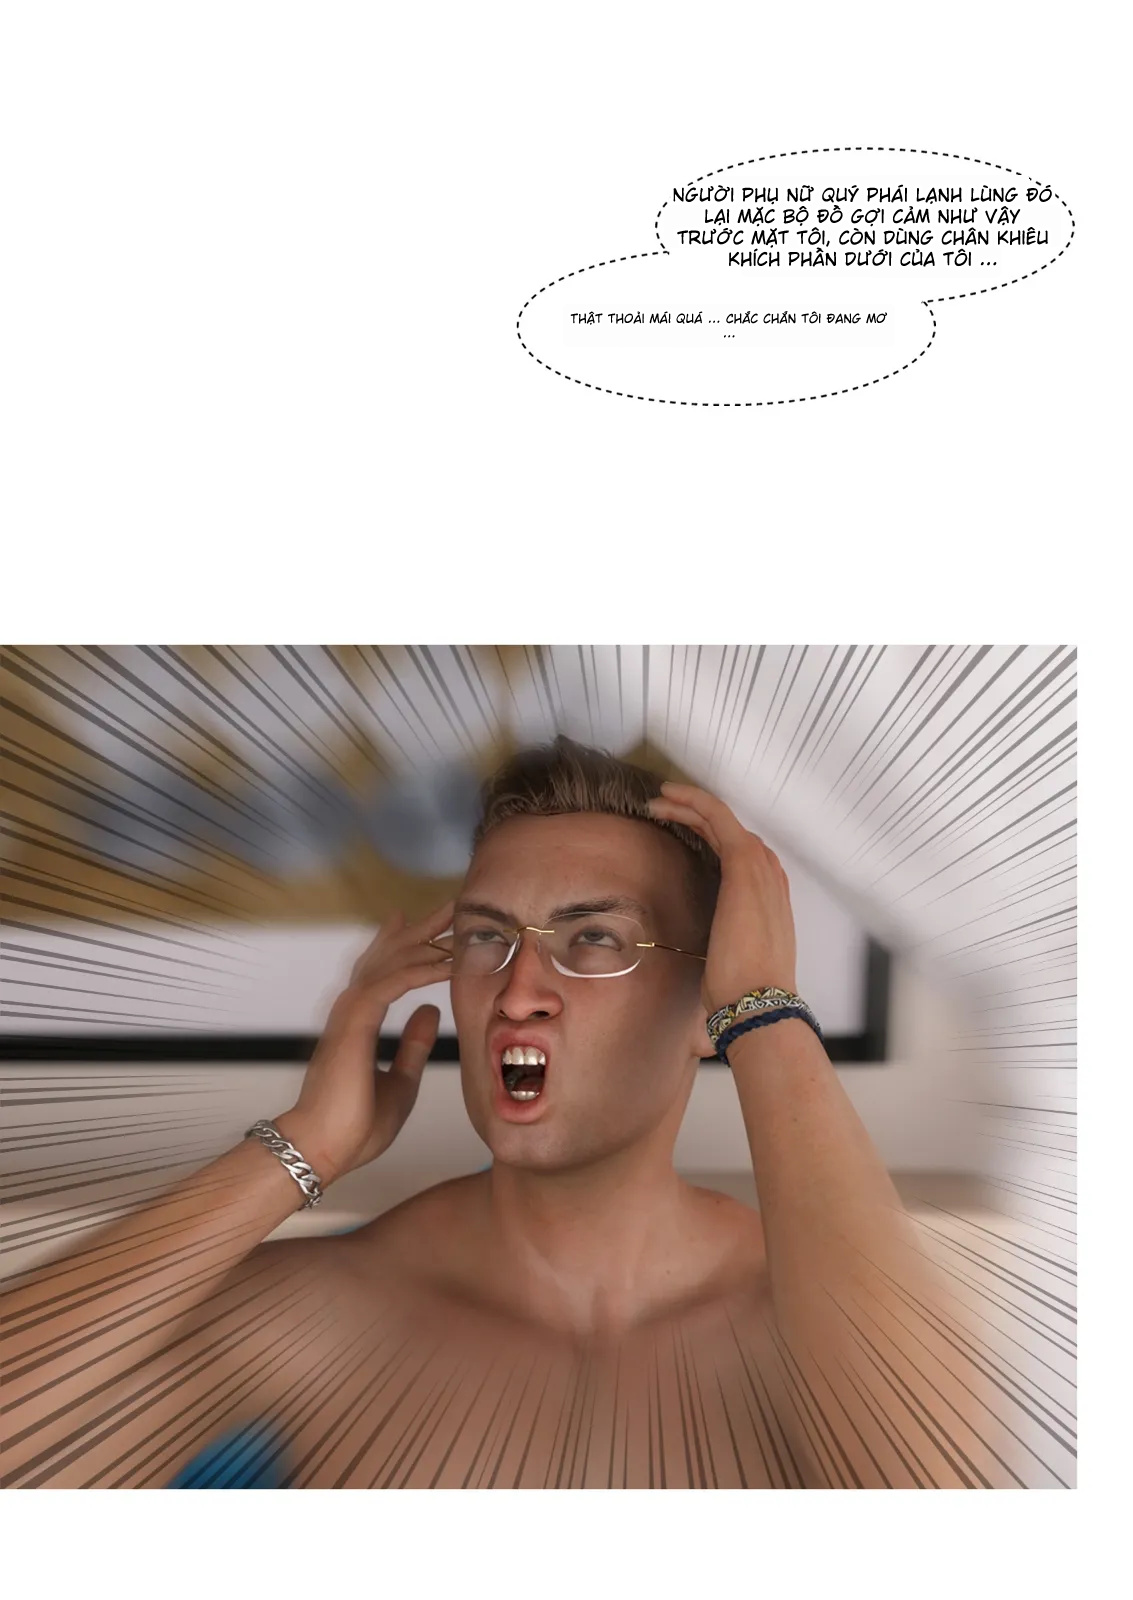 NGƯỜI PHỤ NỮ QUÝ PHÁI LẠNH LÙNG ĐÓ
LẠI MẶC BỘ ĐỒ GỢI CẢM NHƯ VẬY
TRƯỚC MẶT TÔI, CÒN DÙNG CHÂN KHIÊU
KHÍCH PHẦN DƯỚI CỦA TÔI ...
THẬT THOẢI MÁI QUÁ ... CHẮC CHẮN TÔI ĐANG MƠ
...